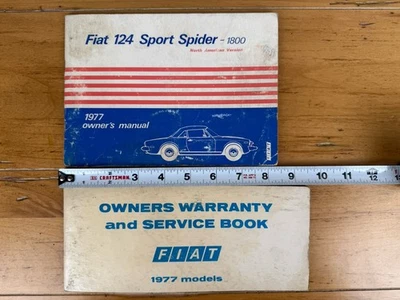 Fiat 124 Sport Spider - 1800
North American Version
1977
owner's manual
FIAT
CRAFTSMAN 3 4 5 6 7 8 9 10 11 12
OWNERS WARRANTY
and SERVICE BOOK
FIAT
1977 models